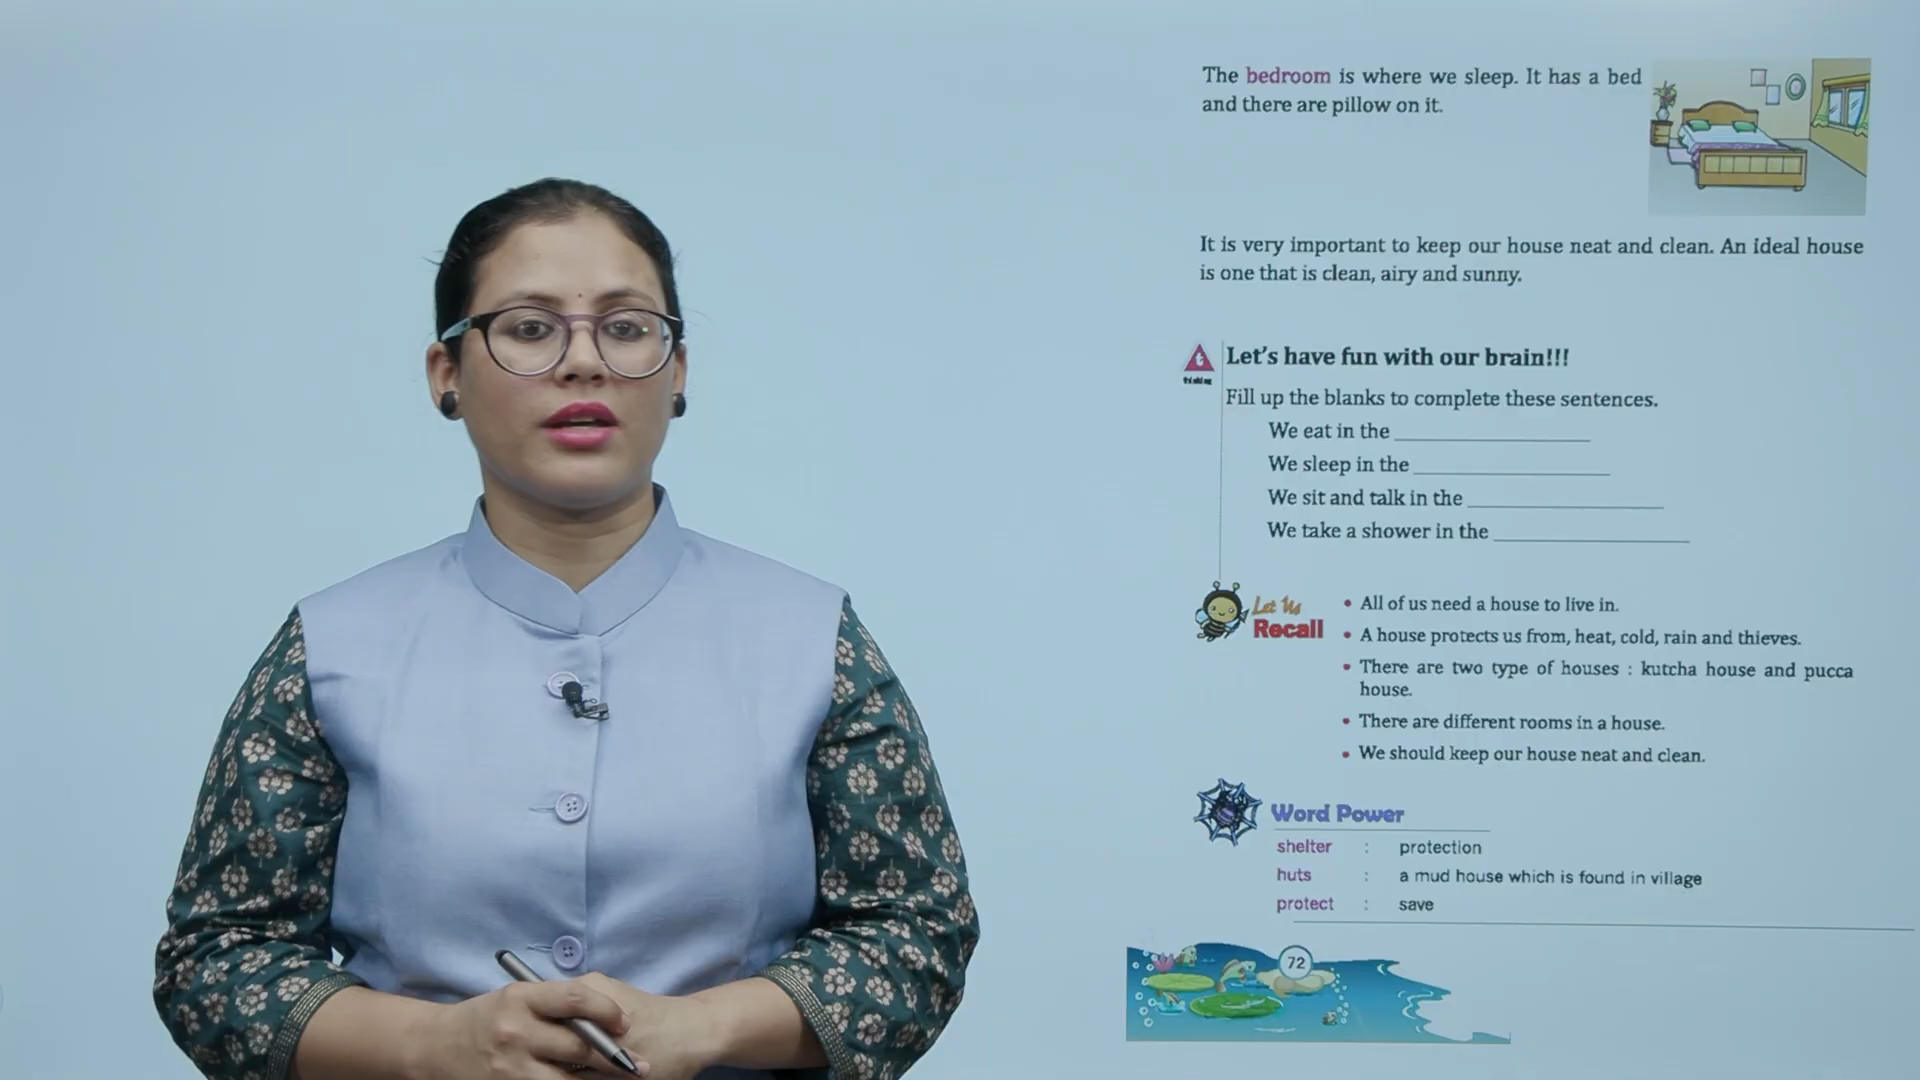 The bedroom is where we sleep. It has a bed
and there are pillow on it.
It is very important to keep our house neat and clean. An ideal house
is one that is clean, airy and sunny.
t
thinking
Let's have fun with our brain!!!
Fill up the blanks to complete these sentences.
We eat in the ____________________
We sleep in the ____________________
We sit and talk in the ____________________
We take a shower in the ____________________
Let Us
Recall
• All of us need a house to live in.
• A house protects us from, heat, cold, rain and thieves.
• There are two type of houses : kutcha house and pucca
house.
• There are different rooms in a house.
• We should keep our house neat and clean.
Word Power
shelter : protection
huts : a mud house which is found in village
protect : save
72